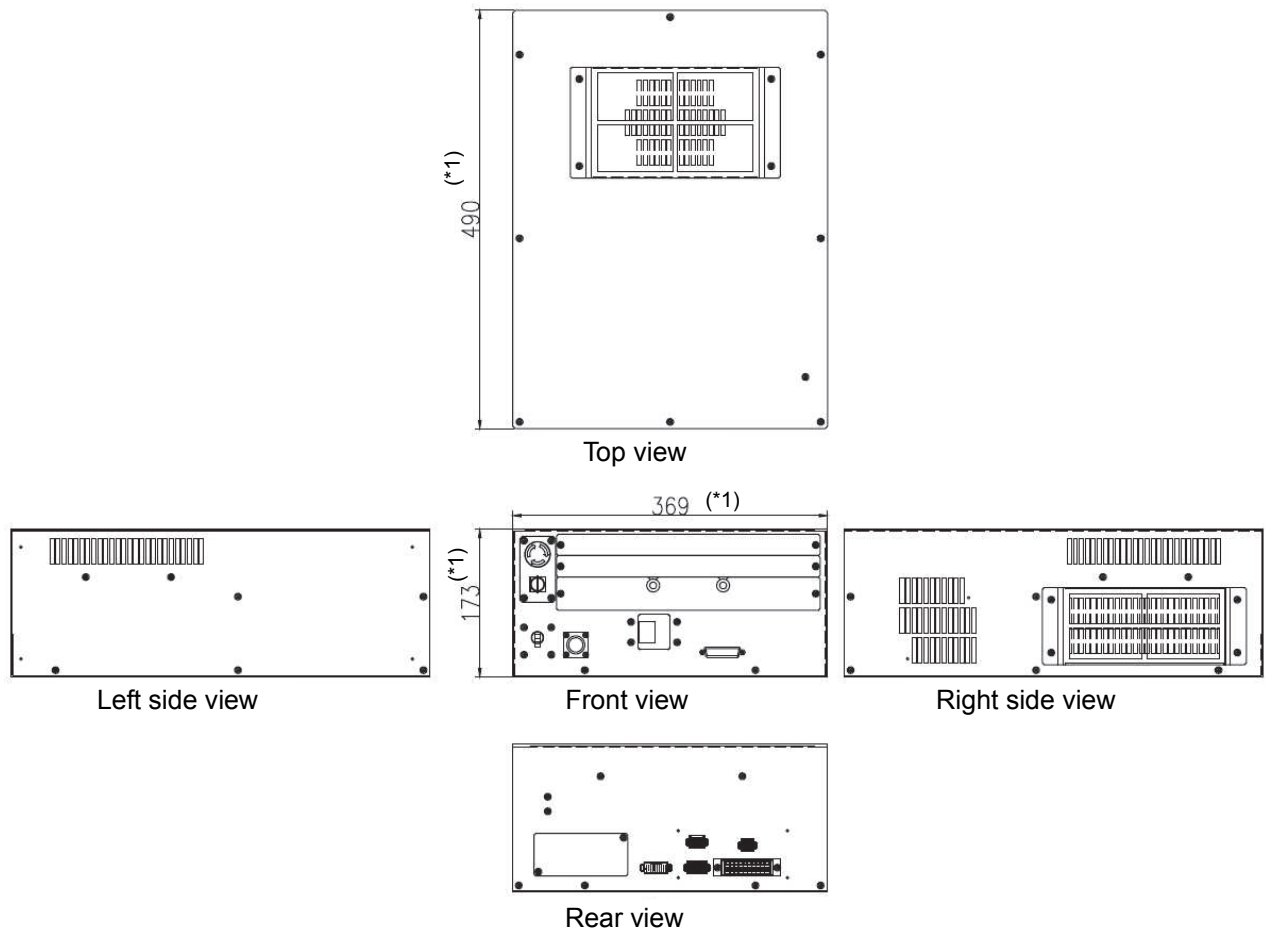 490 (*1)
Top view
369 (*1)
173 (*1)
Left side view
Front view
Right side view
Rear view